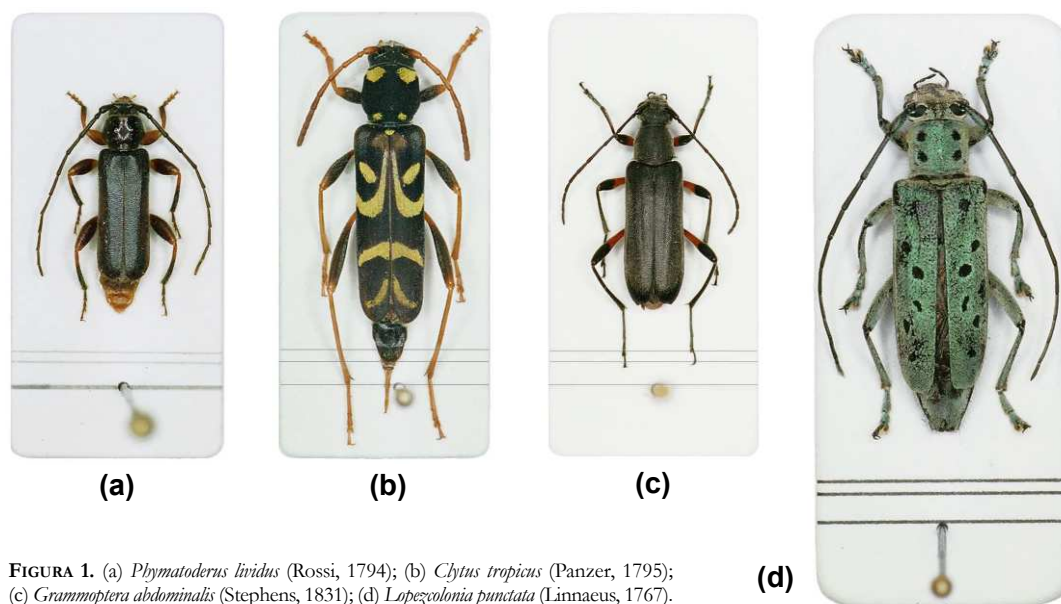 (a)
(b)
(c)
(d)
FIGURA 1. (a) Phymatoderus lividus (Rossi, 1794); (b) Clytus tropicus (Panzer, 1795);
(c) Grammoptera abdominalis (Stephens, 1831); (d) Lopezcolonia punctata (Linnaeus, 1767).